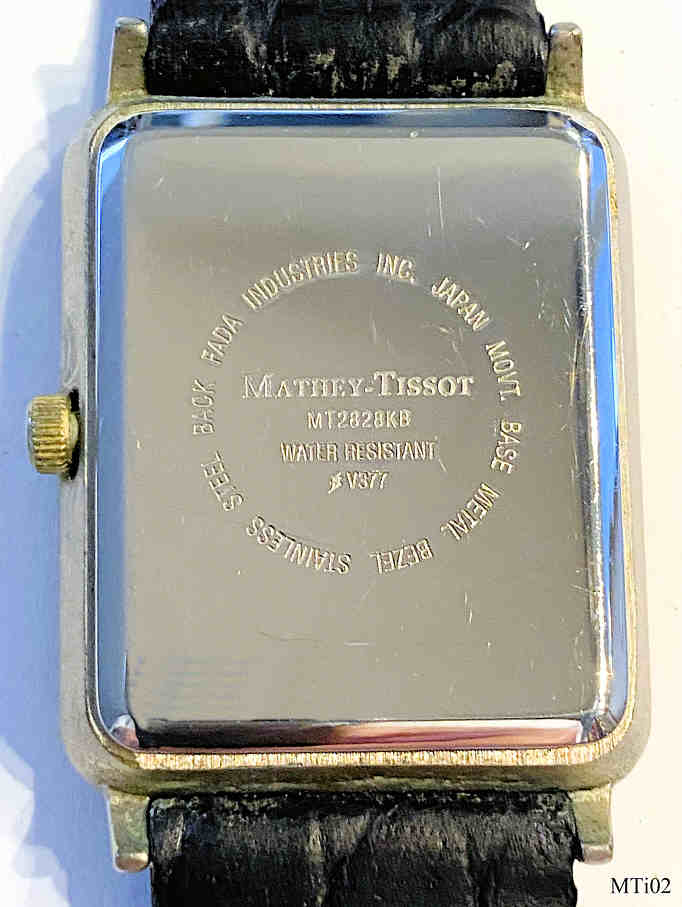 FADA INDUSTRIES INC. JAPAN MOVT. BASE METAL BEZEL STAINLESS STEEL BACK
MATHEY-TISSOT
MT2828KB
WATER RESISTANT
V377
MTi02